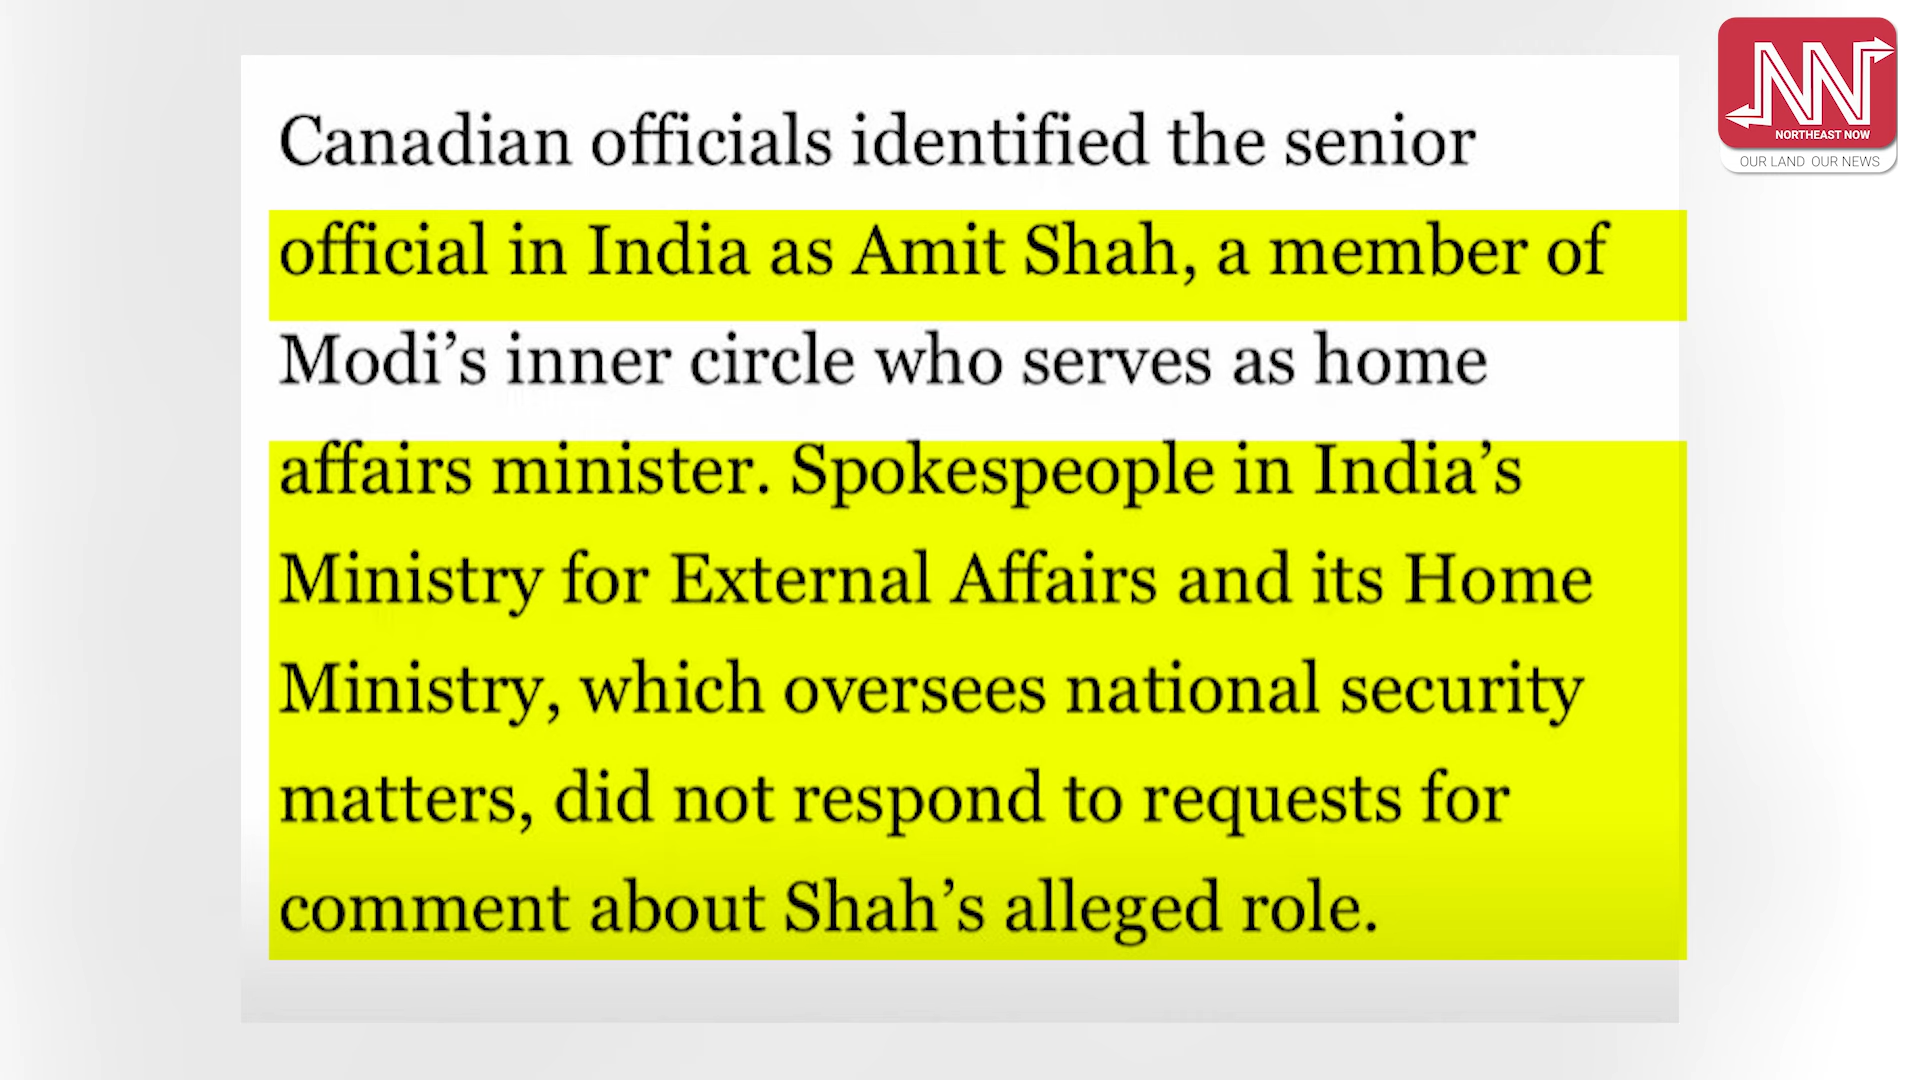 Canadian officials identified the senior
official in India as Amit Shah, a member of
Modi’s inner circle who serves as home
affairs minister. Spokespeople in India’s
Ministry for External Affairs and its Home
Ministry, which oversees national security
matters, did not respond to requests for
comment about Shah’s alleged role.
NN
NORTHEAST NOW
OUR LAND OUR NEWS